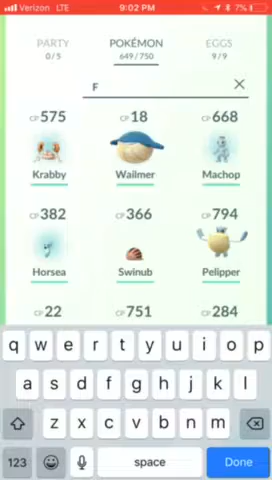 Verizon LTE 9:02 PM 7%
PARTY POKÉMON EGGS
0/5 649/750 9/9
F
CP575 CP18 CP668
Krabby Wailmer Machop
CP382 CP366 CP794
Horsea Swinub Pelipper
CP22 CP751 CP284
q w e r t y u i o p
a s d f g h j k l
z x c v b n m
123 space Done